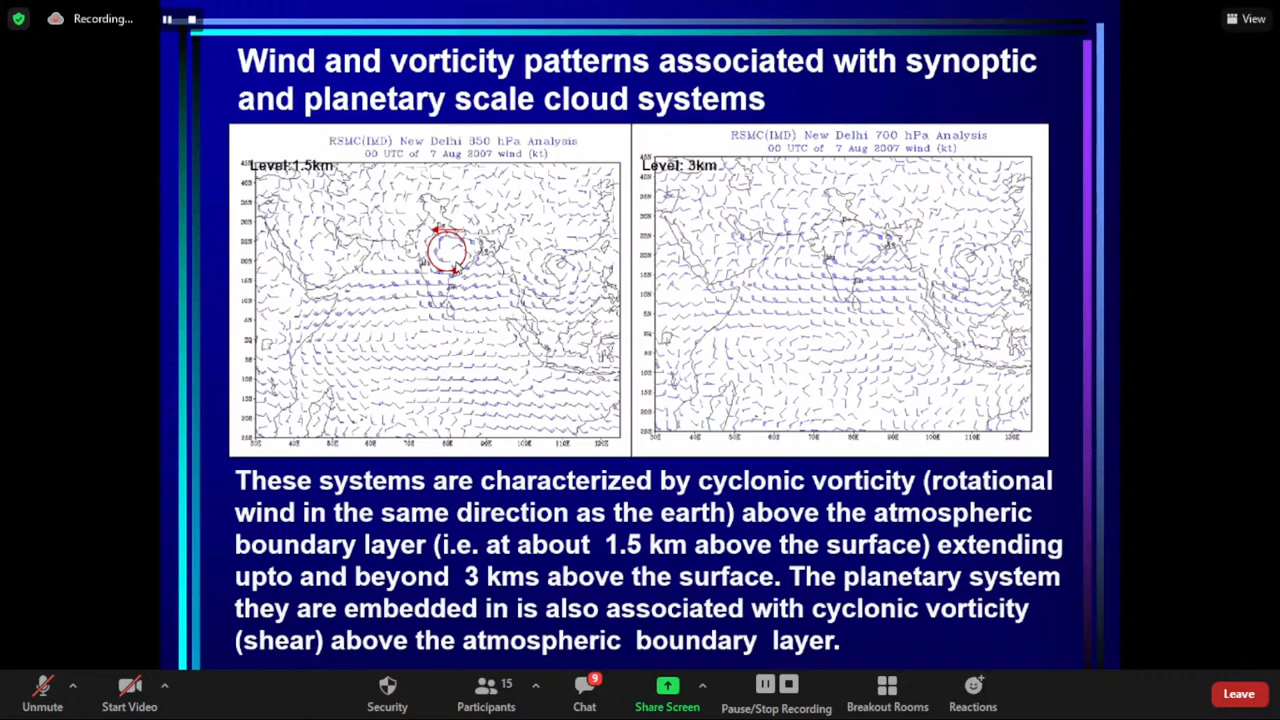 Recording...
View
Wind and vorticity patterns associated with synoptic
and planetary scale cloud systems
RSMC(IMD) New Delhi 850 hPa Analysis
00 UTC of 7 Aug 2007 wind (kt)
Level:1.5km
RSMC(IMD) New Delhi 700 hPa Analysis
00 UTC of 7 Aug 2007 wind (kt)
Level: 3km
These systems are characterized by cyclonic vorticity (rotational
wind in the same direction as the earth) above the atmospheric
boundary layer (i.e. at about 1.5 km above the surface) extending
upto and beyond 3 kms above the surface. The planetary system
they are embedded in is also associated with cyclonic vorticity
(shear) above the atmospheric boundary layer.
Unmute
Start Video
Security
Participants 15
Chat 9
Share Screen
Pause/Stop Recording
Breakout Rooms
Reactions
Leave